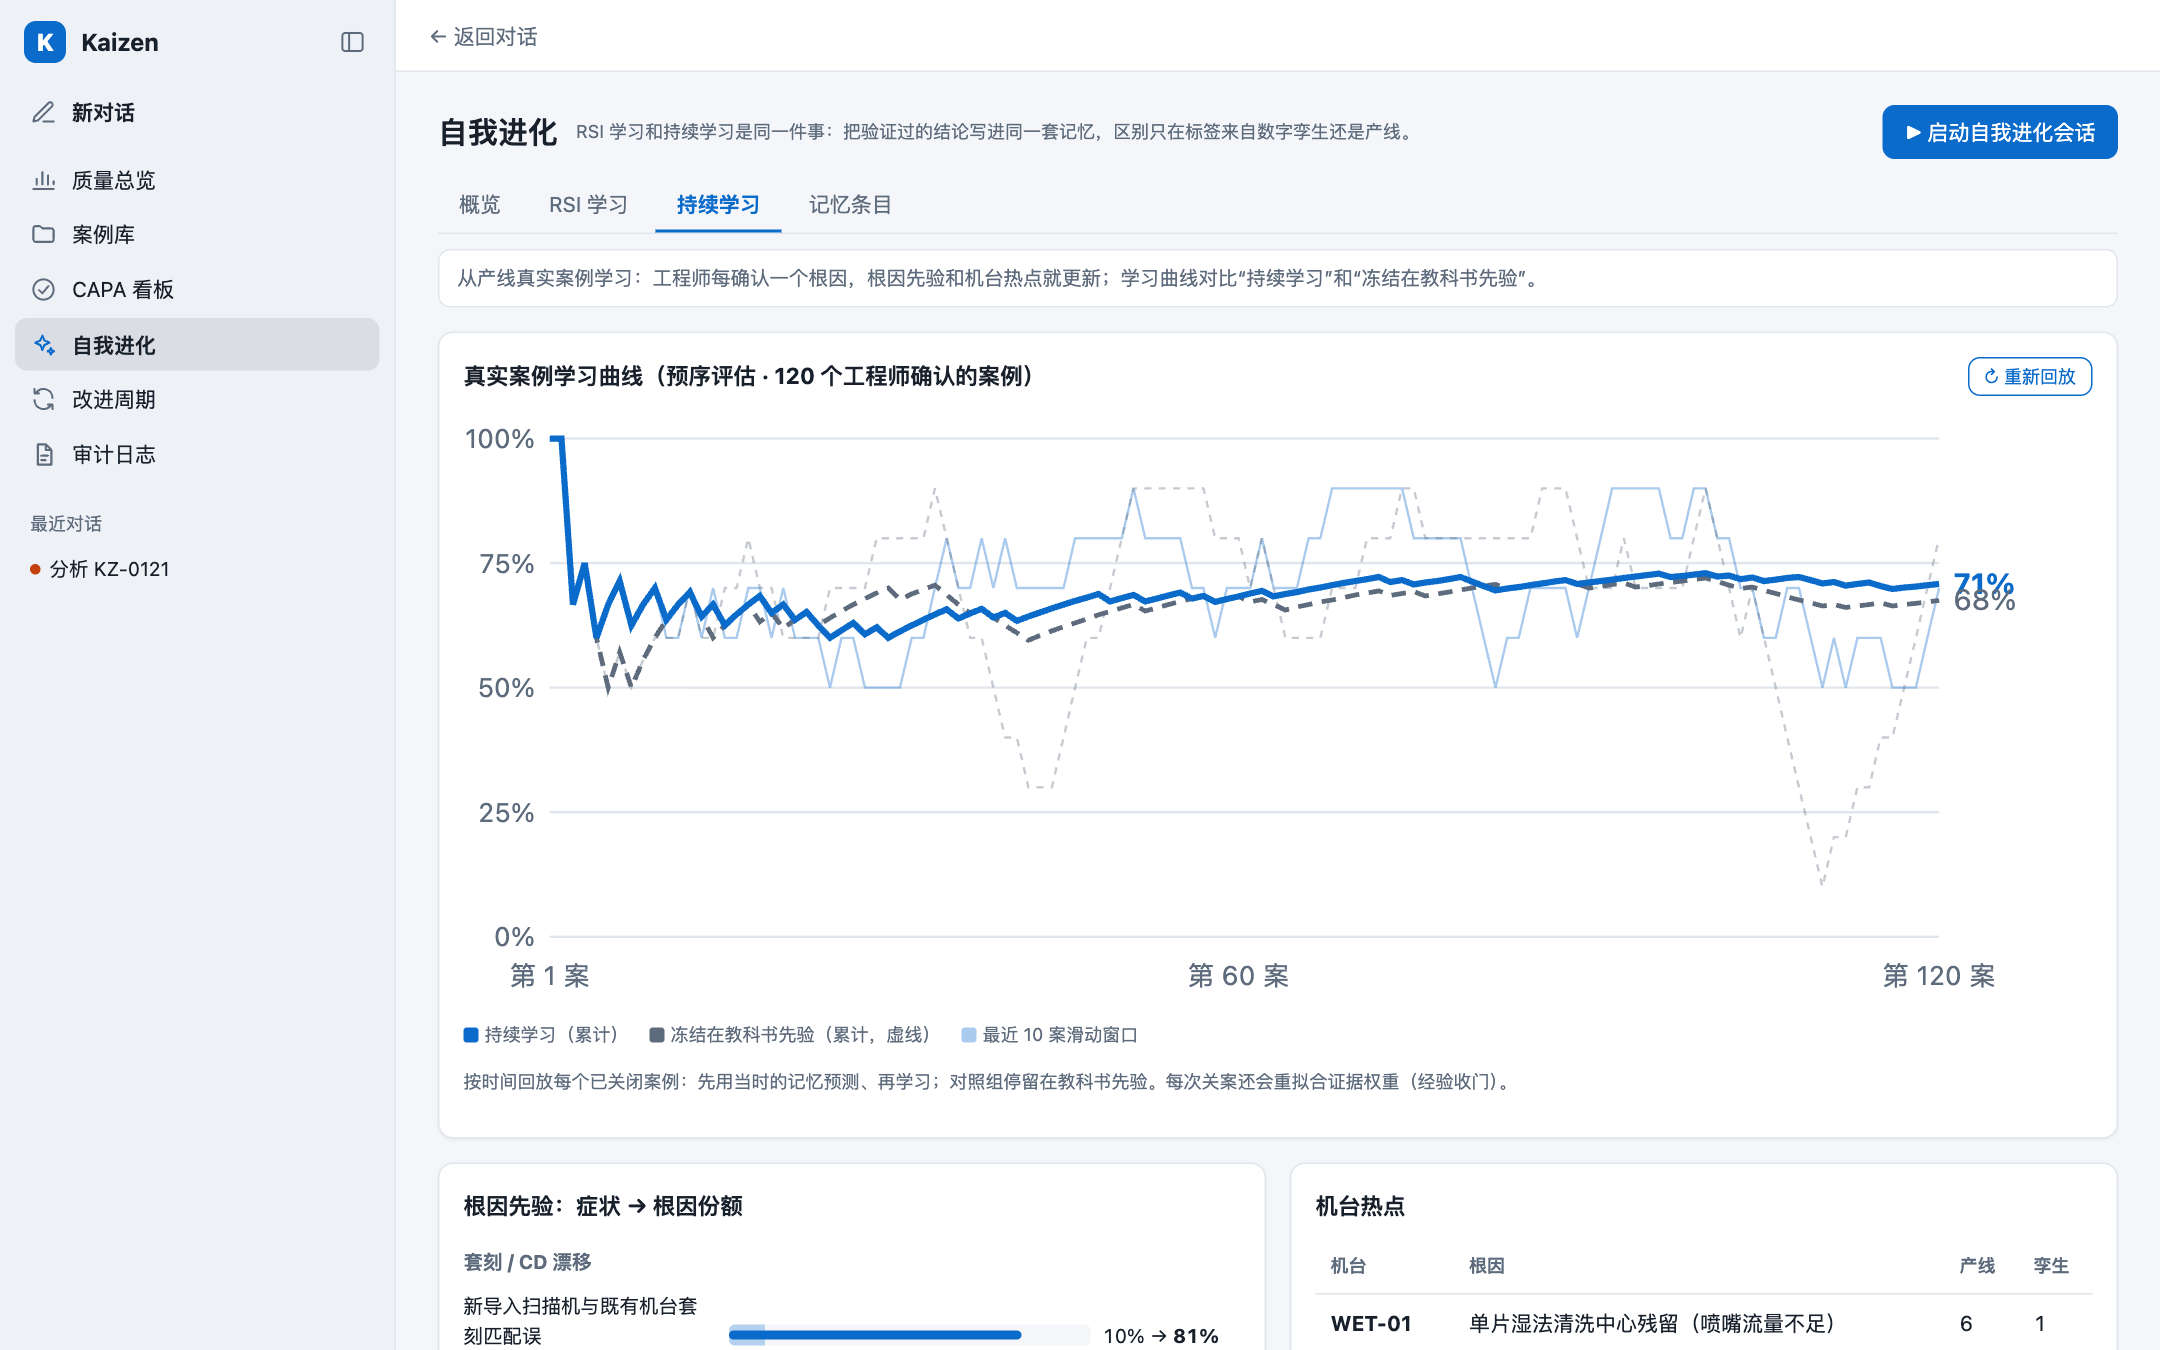 K Kaizen
新对话
质量总览
案例库
CAPA 看板
自我进化
改进周期
审计日志
最近对话
分析 KZ-0121
← 返回对话
自我进化 RSI 学习和持续学习是同一件事：把验证过的结论写进同一套记忆，区别只在标签来自数字孪生还是产线。
▶ 启动自我进化会话
概览 RSI 学习 持续学习 记忆条目
从产线真实案例学习：工程师每确认一个根因，根因先验和机台热点就更新；学习曲线对比“持续学习”和“冻结在教科书先验”。
真实案例学习曲线（预序评估 · 120 个工程师确认的案例）
↻ 重新回放
100%
75%
50%
25%
0%
71%
68%
第 1 案 第 60 案 第 120 案
持续学习（累计） 冻结在教科书先验（累计，虚线） 最近 10 案滑动窗口
按时间回放每个已关闭案例：先用当时的记忆预测、再学习；对照组停留在教科书先验。每次关案还会重拟合证据权重（经验收门）。
根因先验：症状 → 根因份额
套刻 / CD 漂移
新导入扫描机与既有机台套
刻匹配误
10% → 81%
机台热点
机台 根因 产线 孪生
WET-01 单片湿法清洗中心残留（喷嘴流量不足） 6 1